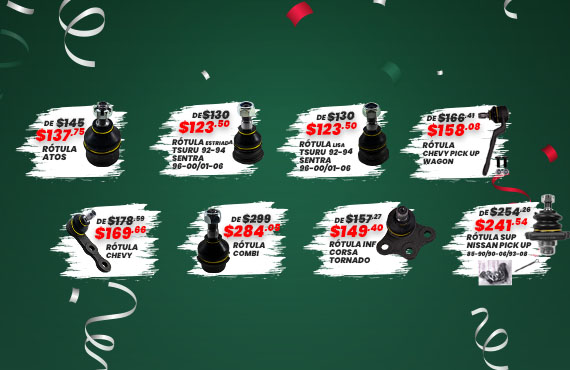 DE $145
$137.75
RÓTULA
ATOS
DE $130
$123.50
RÓTULA ESTRIADA
TSURU 92-94
SENTRA
96-00/01-06
DE $130
$123.50
RÓTULA LISA
TSURU 92-94
SENTRA
96-00/01-06
DE $166.41
$158.08
RÓTULA
CHEVY PICK UP
WAGON
DE $178.59
$169.66
RÓTULA
CHEVY
DE $299
$284.05
RÓTULA
COMBI
DE $157.27
$149.40
RÓTULA INF
CORSA
TORNADO
DE $254.26
$241.54
RÓTULA SUP
NISSAN PICK UP
85-90/90-06/93-08